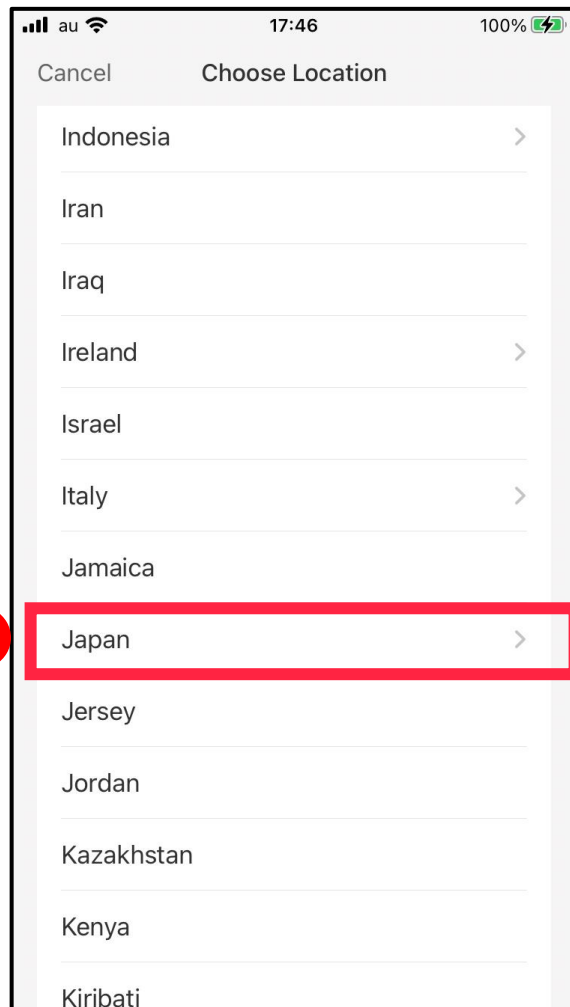 au 17:46 100%
Cancel Choose Location
Indonesia
Iran
Iraq
Ireland
Israel
Italy
Jamaica
Japan
Jersey
Jordan
Kazakhstan
Kenya
Kiribati